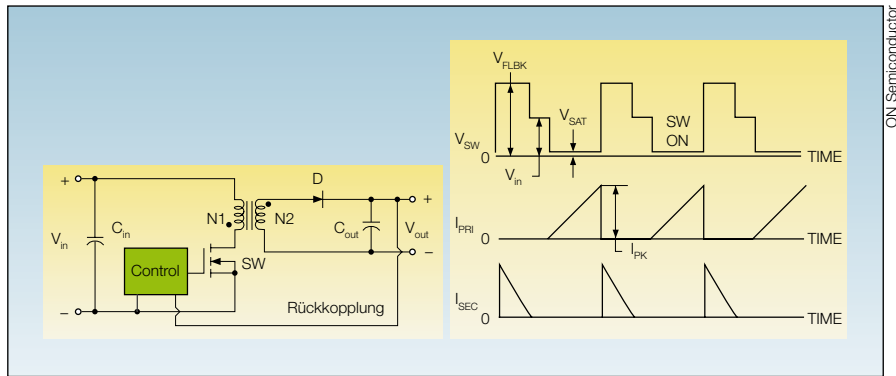 ON Semiconductor
+
D
+
N1
N2
V_in
C_in
C_out
V_out
–
Control
SW
–
Rückkopplung
V_FLBK
V_SAT
SW
ON
V_SW
0
TIME
V_in
I_PRI
0
TIME
I_PK
I_SEC
0
TIME